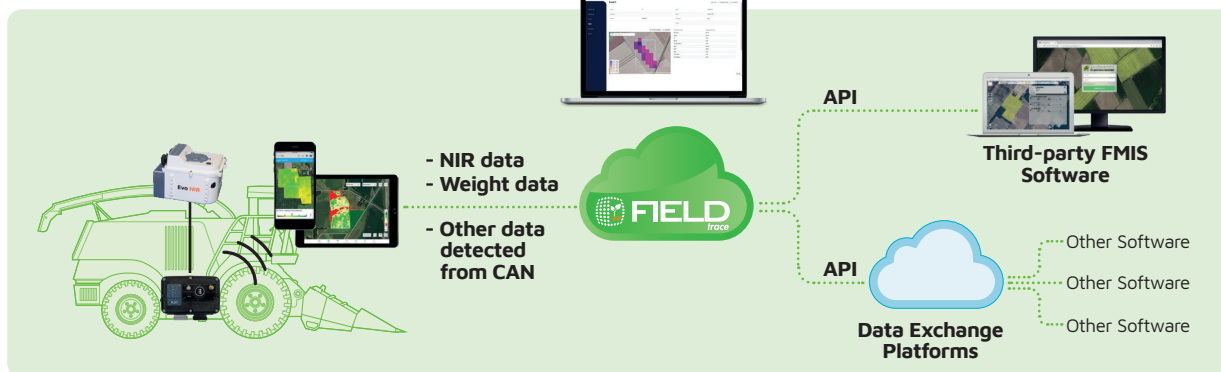 Evo NIR
- NIR data
- Weight data
- Other data
detected
from CAN
FIELD
trace
API
Third-party FMIS
Software
API
Data Exchange
Platforms
Other Software
Other Software
Other Software